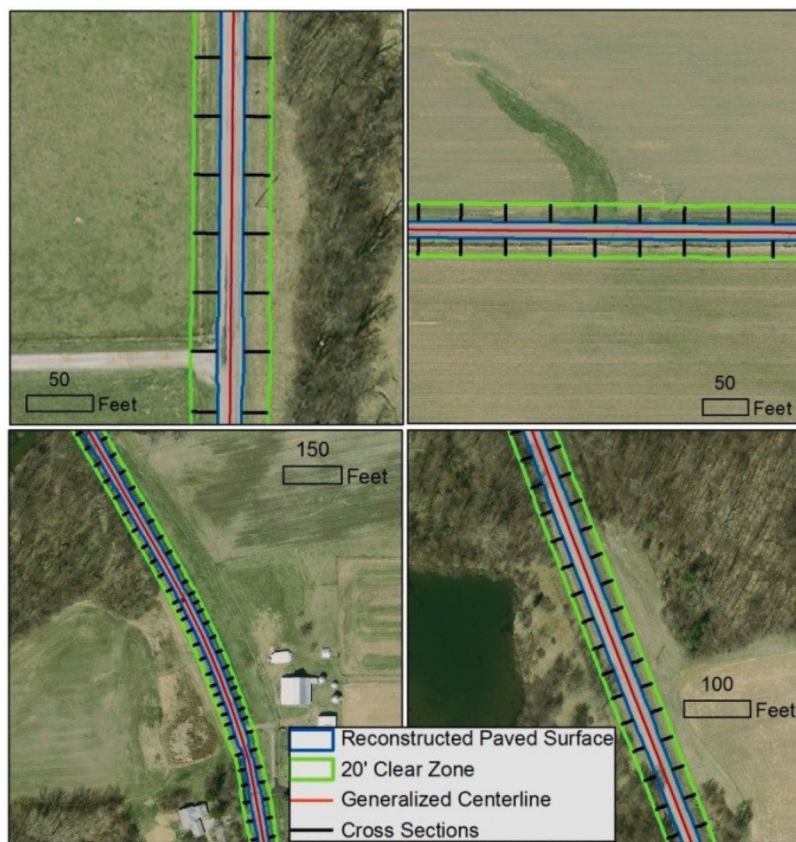 50
Feet
50
Feet
150
Feet
100
Feet
Reconstructed Paved Surface
20' Clear Zone
Generalized Centerline
Cross Sections